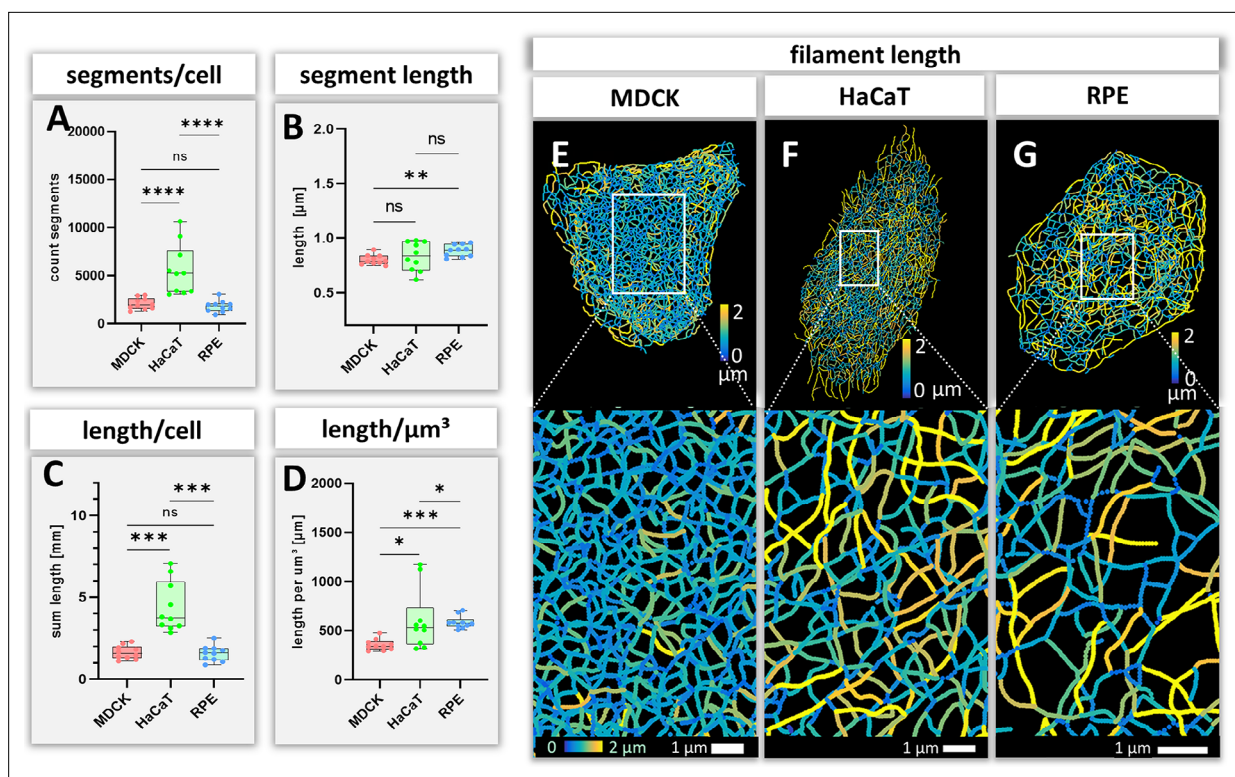 segments/cell
A
count segments
20000
15000
10000
5000
0
****
ns
****
MDCK
HaCaT
RPE
segment length
B
length [µm]
2.0
1.5
1.0
0.5
ns
**
ns
MDCK
HaCaT
RPE
length/cell
C
sum length [mm]
10
5
0
***
ns
***
MDCK
HaCaT
RPE
length/µm³
D
length per um³ [µm]
2000
1500
1000
500
0
*
***
*
MDCK
HaCaT
RPE
filament length
MDCK
HaCaT
RPE
E
2
0
µm
F
2
0 µm
G
2
0
µm
0 2 µm 1 µm
1 µm
1 µm